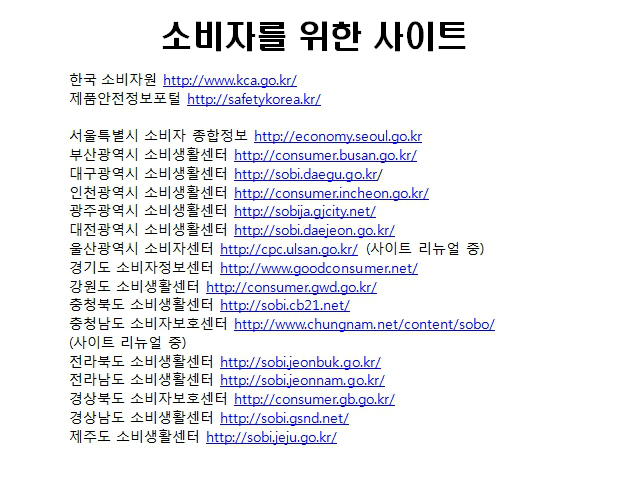 소비자를 위한 사이트
한국 소비자원 http://www.kca.go.kr/
제품안전정보포털 http://safetykorea.kr/
서울특별시 소비자 종합정보 http://economy.seoul.go.kr
부산광역시 소비생활센터 http://consumer.busan.go.kr/
대구광역시 소비생활센터 http://sobi.daegu.go.kr/
인천광역시 소비생활센터 http://consumer.incheon.go.kr/
광주광역시 소비생활센터 http://sobija.gjcity.net/
대전광역시 소비생활센터 http://sobi.daejeon.go.kr/
울산광역시 소비자센터 http://cpc.ulsan.go.kr/ (사이트 리뉴얼 중)
경기도 소비자정보센터 http://www.goodconsumer.net/
강원도 소비생활센터 http://consumer.gwd.go.kr/
충청북도 소비생활센터 http://sobi.cb21.net/
충청남도 소비자보호센터 http://www.chungnam.net/content/sobo/
(사이트 리뉴얼 중)
전라북도 소비생활센터 http://sobi.jeonbuk.go.kr/
전라남도 소비생활센터 http://sobi.jeonnam.go.kr/
경상북도 소비자보호센터 http://consumer.gb.go.kr/
경상남도 소비생활센터 http://sobi.gsnd.net/
제주도 소비생활센터 http://sobi.jeju.go.kr/